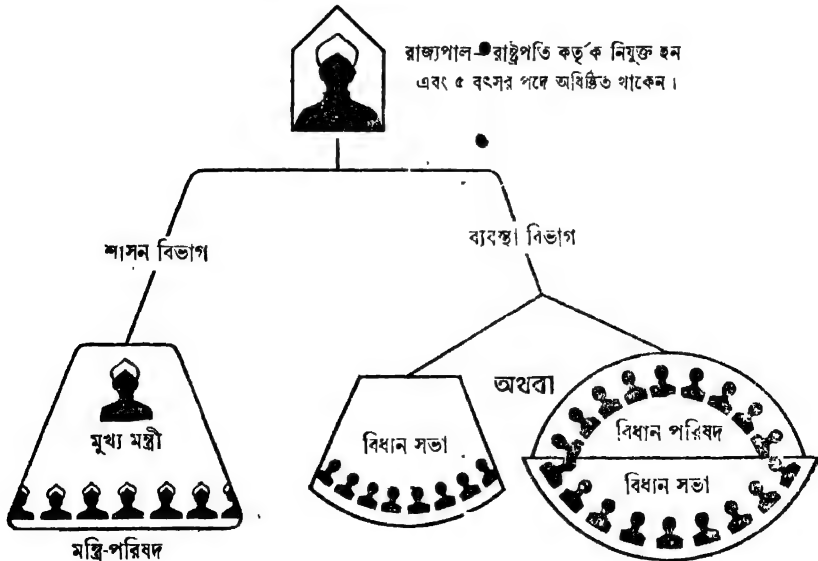 রাজ্যপাল— রাষ্ট্রপতি কর্তৃক নিযুক্ত হন
এবং ৫ বৎসর পদে অধিষ্ঠিত থাকেন।
শাসন বিভাগ
ব্যবস্থা বিভাগ
মুখ্য মন্ত্রী
মন্ত্রি-পরিষদ
বিধান সভা
অথবা
বিধান পরিষদ
বিধান সভা